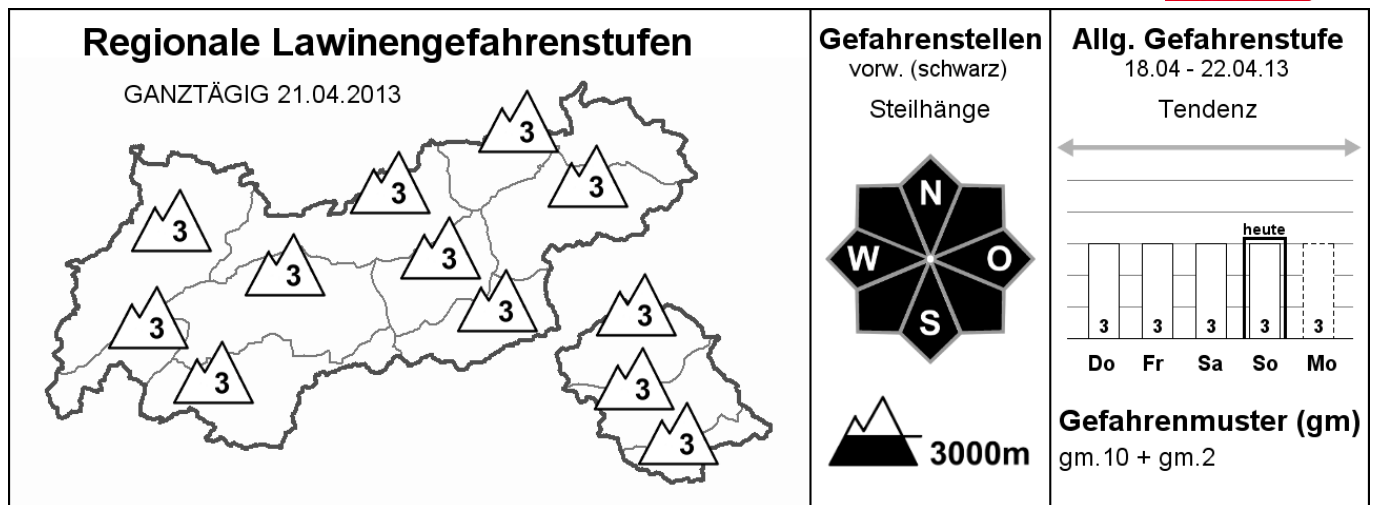 Regionale Lawinengefahrenstufen
GANZTÄGIG 21.04.2013
3
3
3
3
3
3
3
3
3
3
3
3
Gefahrenstellen
vorw. (schwarz)
Steilhänge
N
W O
S
3000m
Allg. Gefahrenstufe
18.04 - 22.04.13
Tendenz
heute
3 3 3 3 3
Do Fr Sa So Mo
Gefahrenmuster (gm)
gm.10 + gm.2